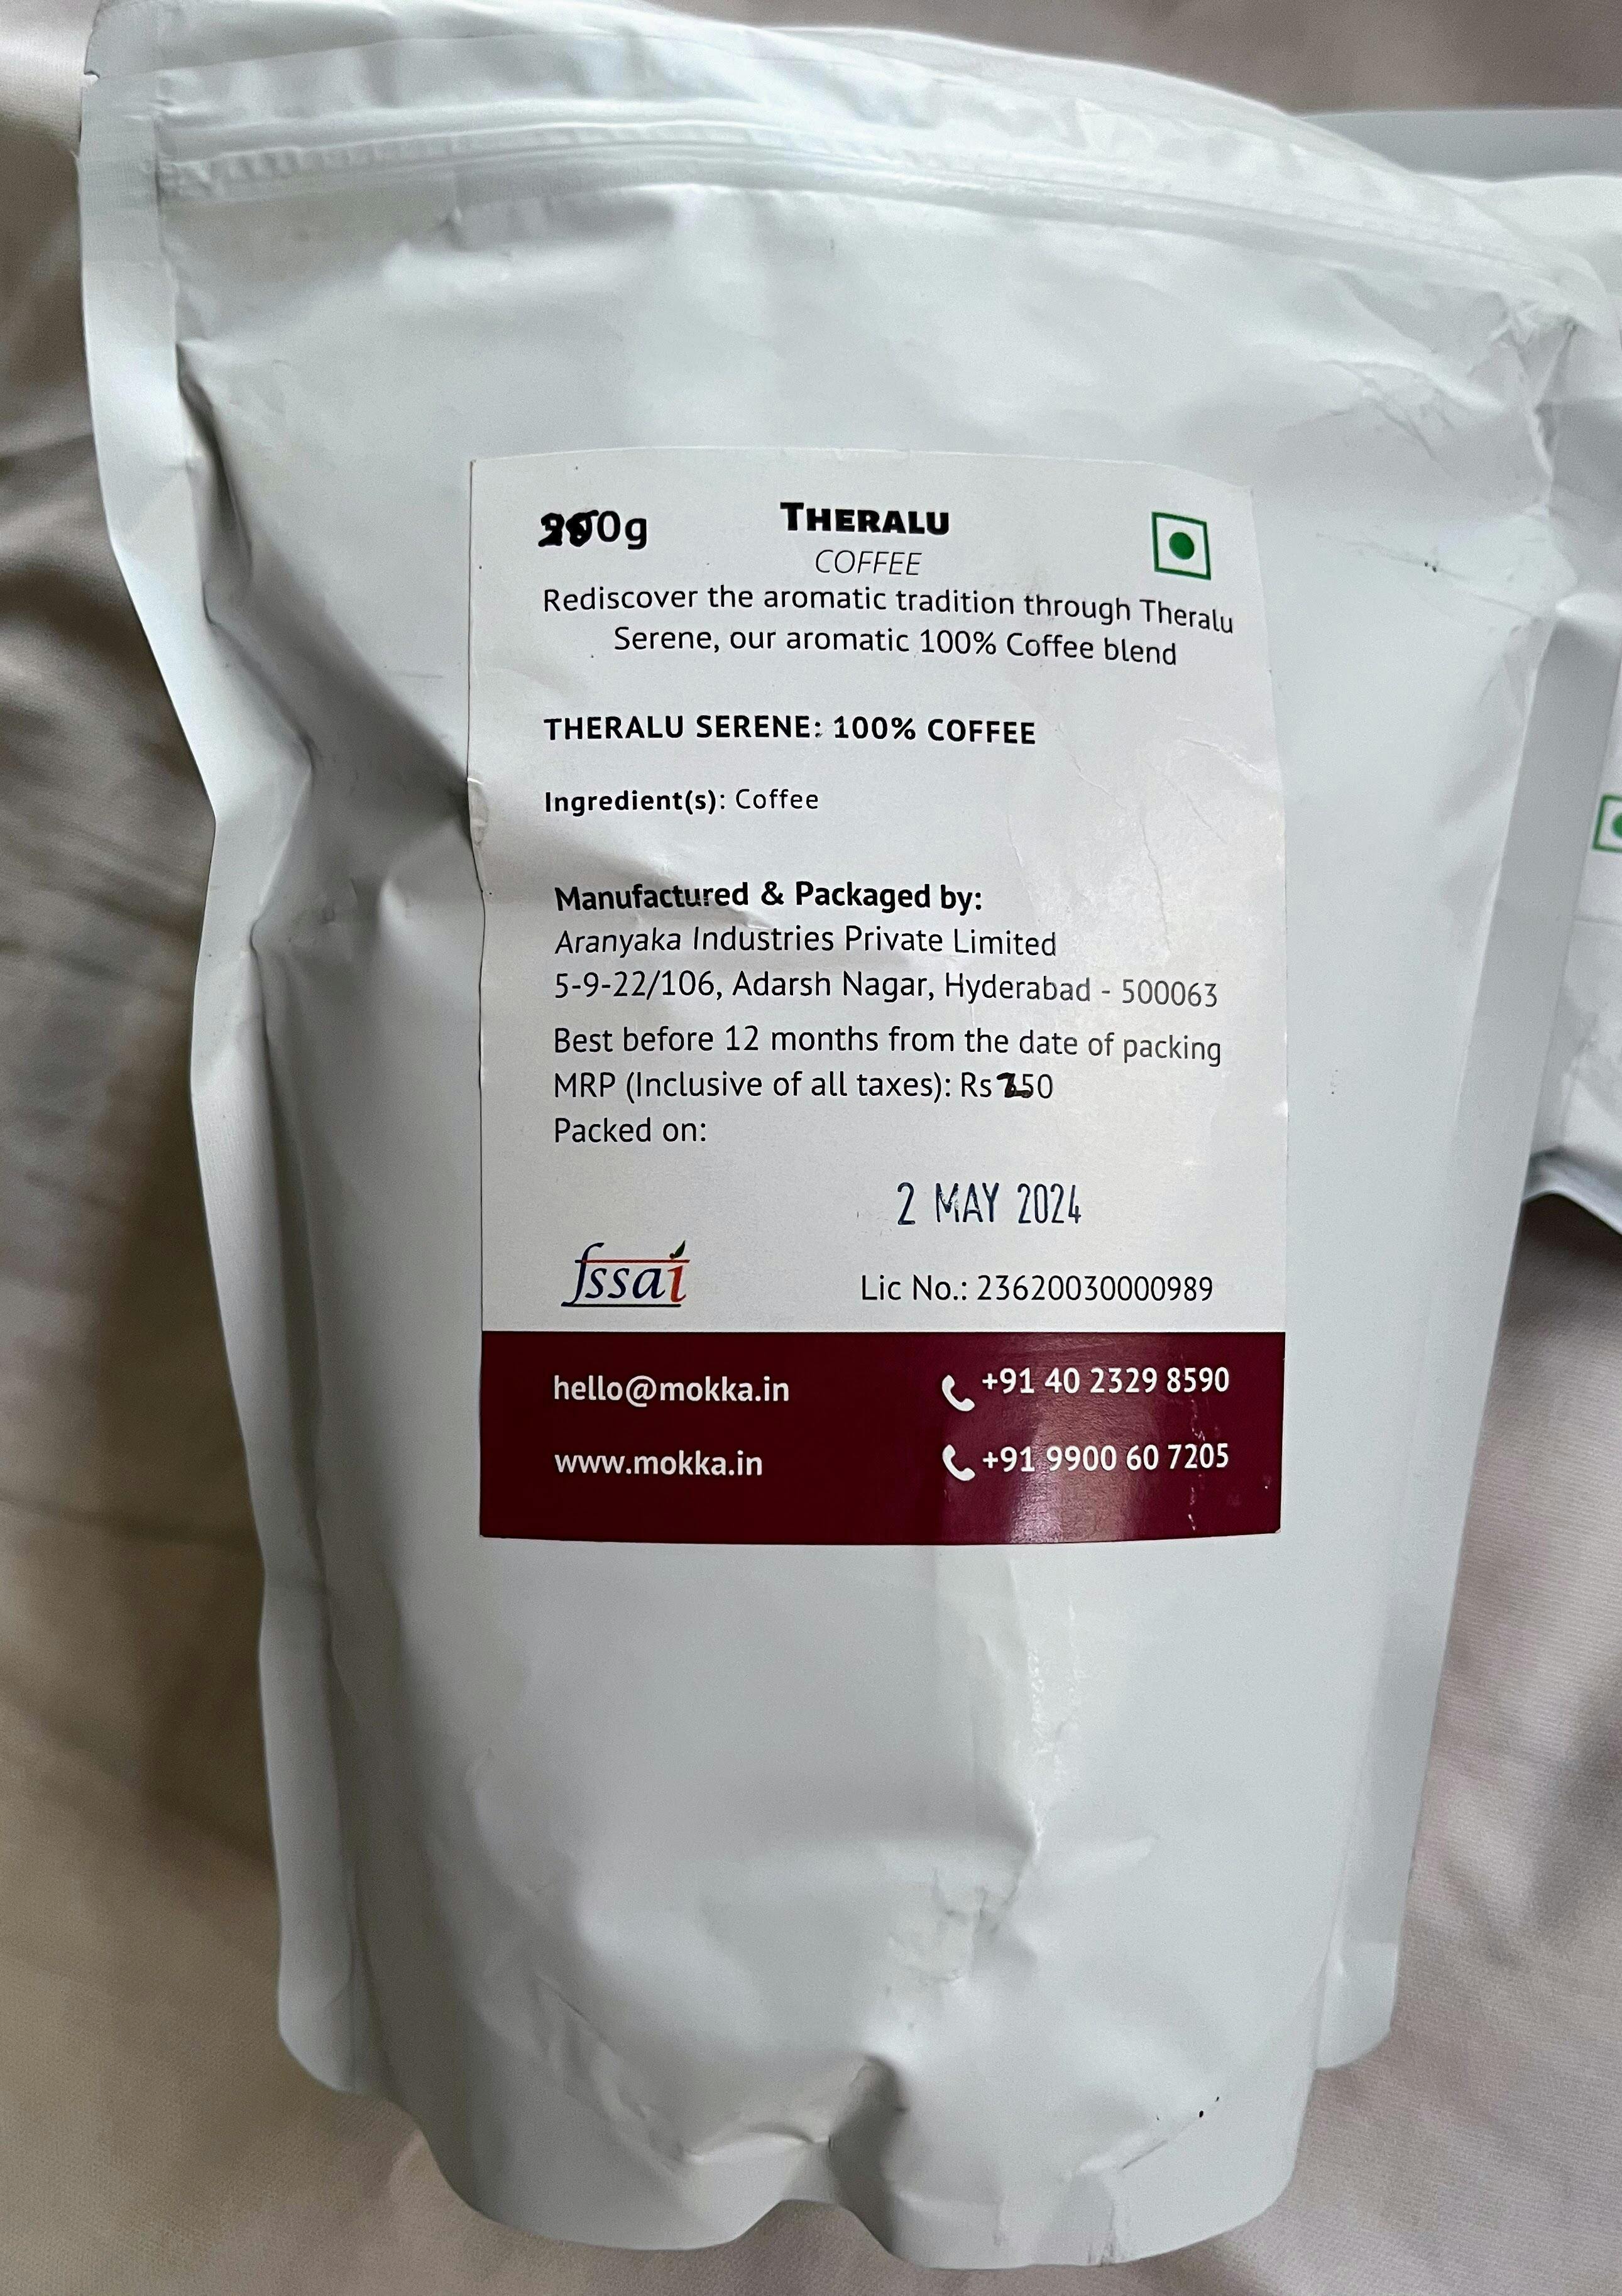 THERALU
COFFEE
Rediscover the aromatic tradition through Theralu
Serene, our aromatic 100% Coffee blend
THERALU SERENE: 100% COFFEE
Ingredient(s): Coffee
Manufactured & Packaged by:
Aranyaka Industries Private Limited
5-9-22/106, Adarsh Nagar, Hyderabad - 500063
Best before 12 months from the date of packing
MRP (Inclusive of all taxes): Rs
Packed on:
2 MAY 2024
fssai
Lic No.: 23620030000989
hello@mokka.in
+91 40 2329 8590
www.mokka.in
+91 9900 60 7205